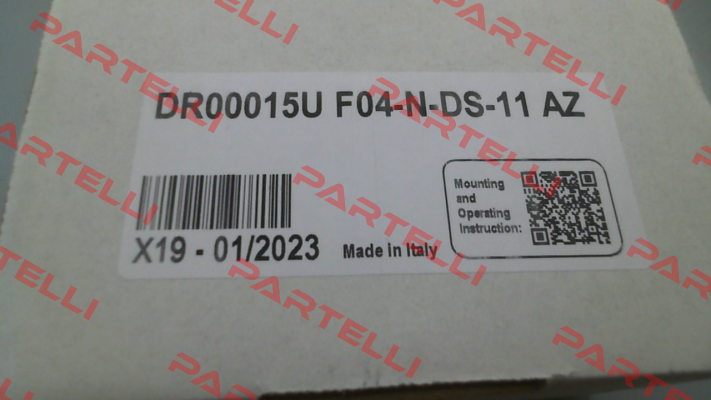 DR00015U F04-N-DS-11 AZ
Mounting
and
Operating
Instruction:
X19 - 01/2023 Made in Italy
PARTELLI
PARTELLI
PARTELLI
PARTELLI
PARTELLI
PARTELLI
PARTELLI
PARTELLI